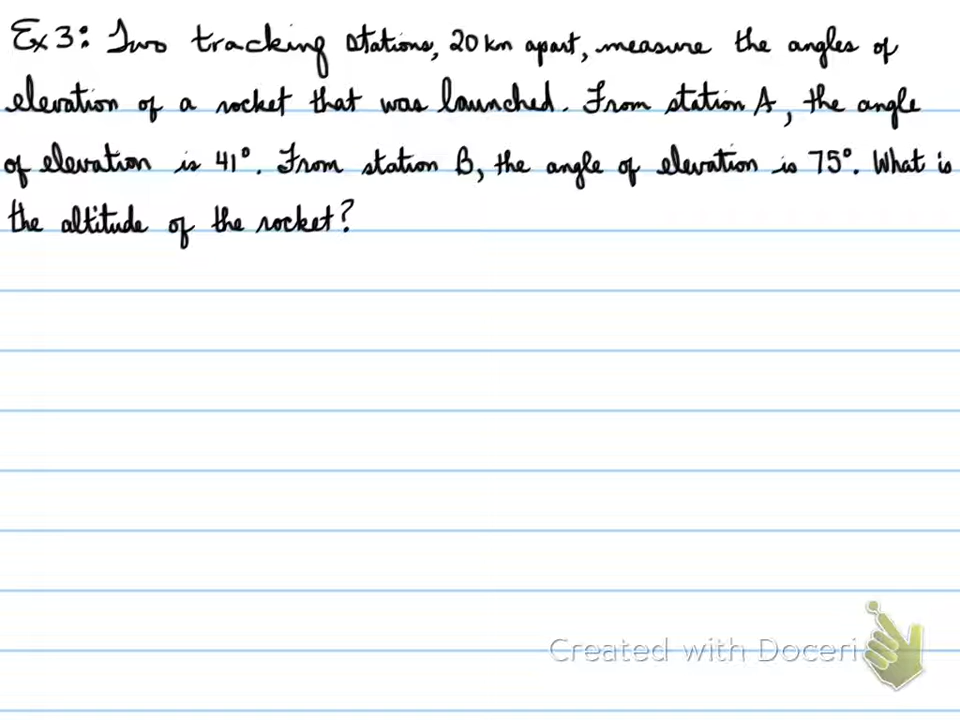 Ex 3: Two tracking stations, 20 km apart, measure the angles of
elevation of a rocket that was launched. From station A, the angle
of elevation is 41°. From station B, the angle of elevation is 75°. What is
the altitude of the rocket?
Created with Doceri